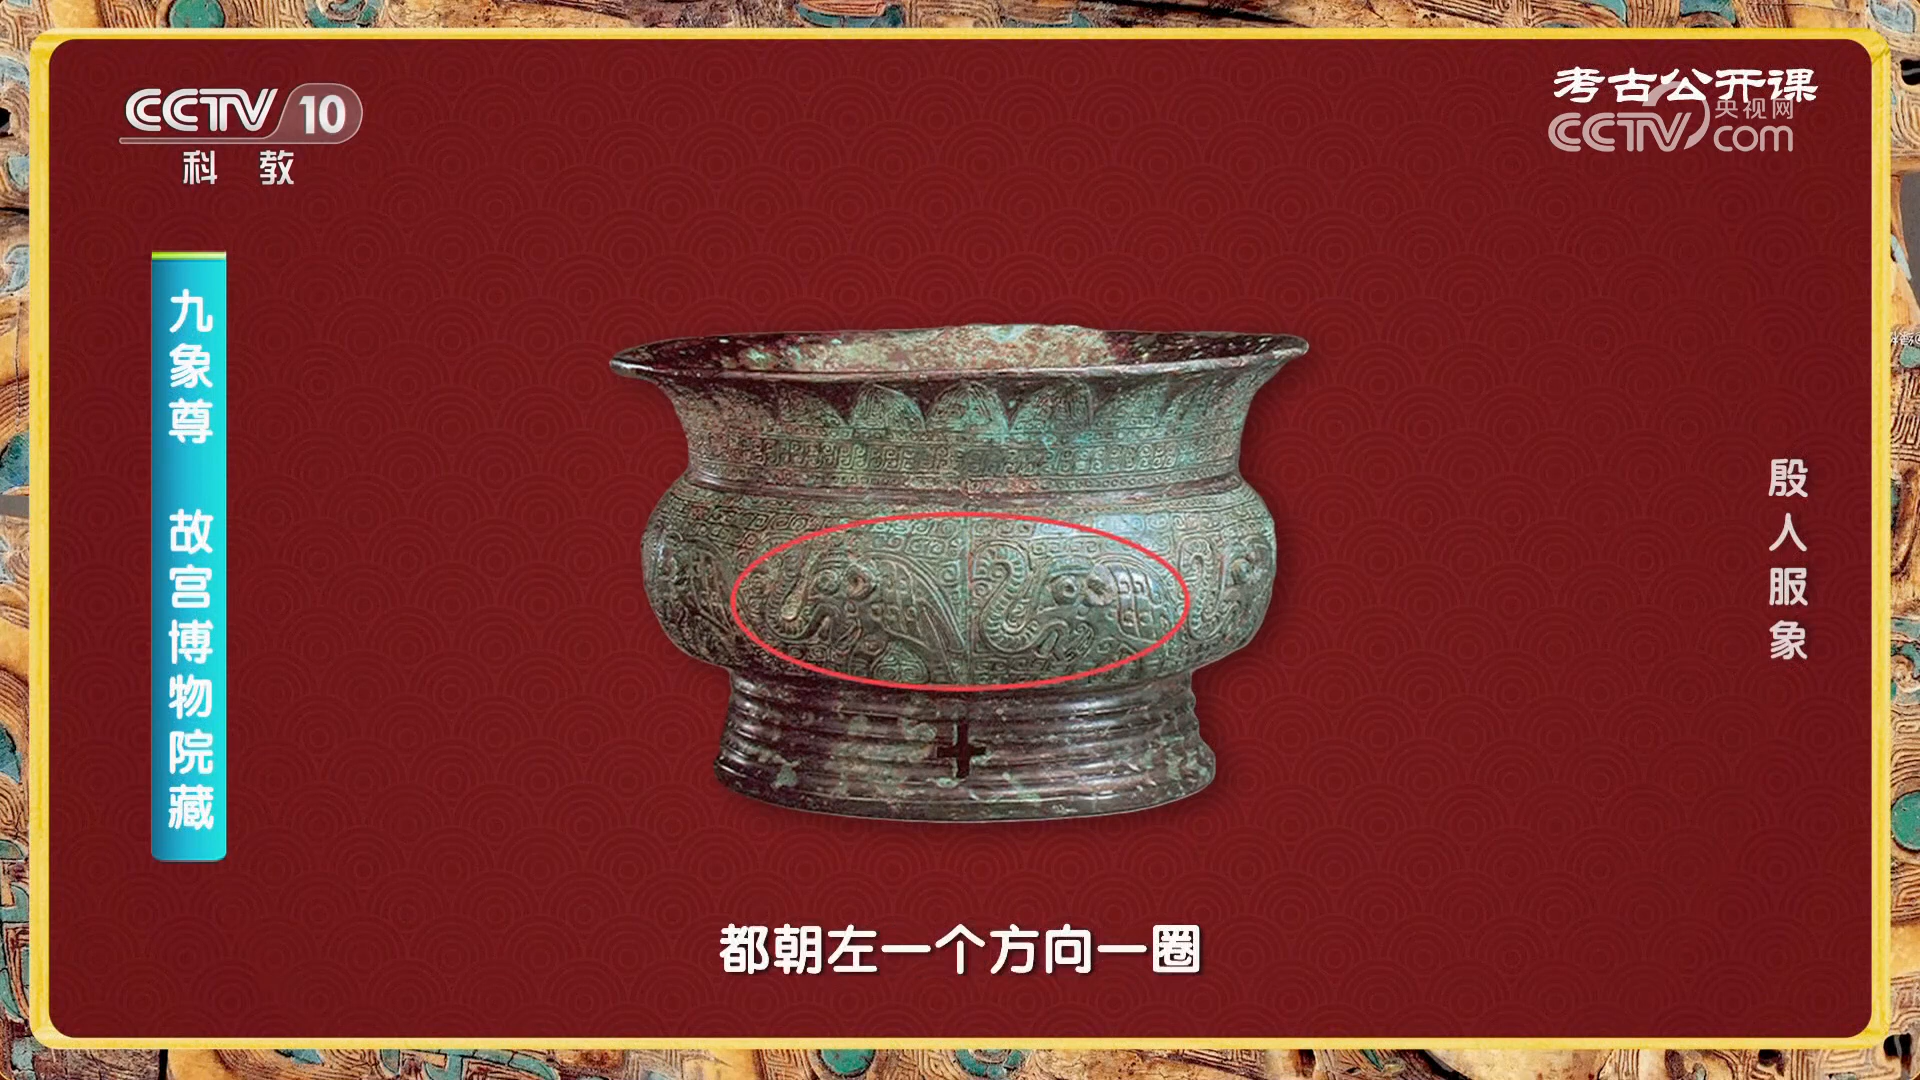 CCTV 10
科 教
考古公开课
央视网
CCTV com
九象尊 故宫博物院藏
殷人服象
都朝左一个方向一圈